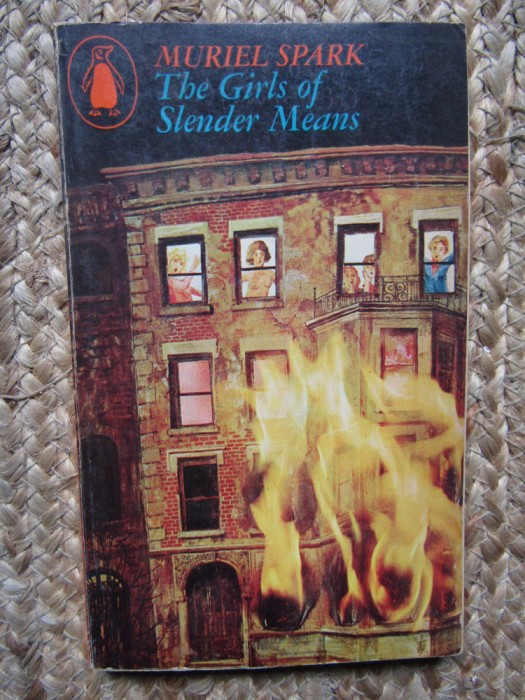 MURIEL SPARK
The Girls of
Slender Means